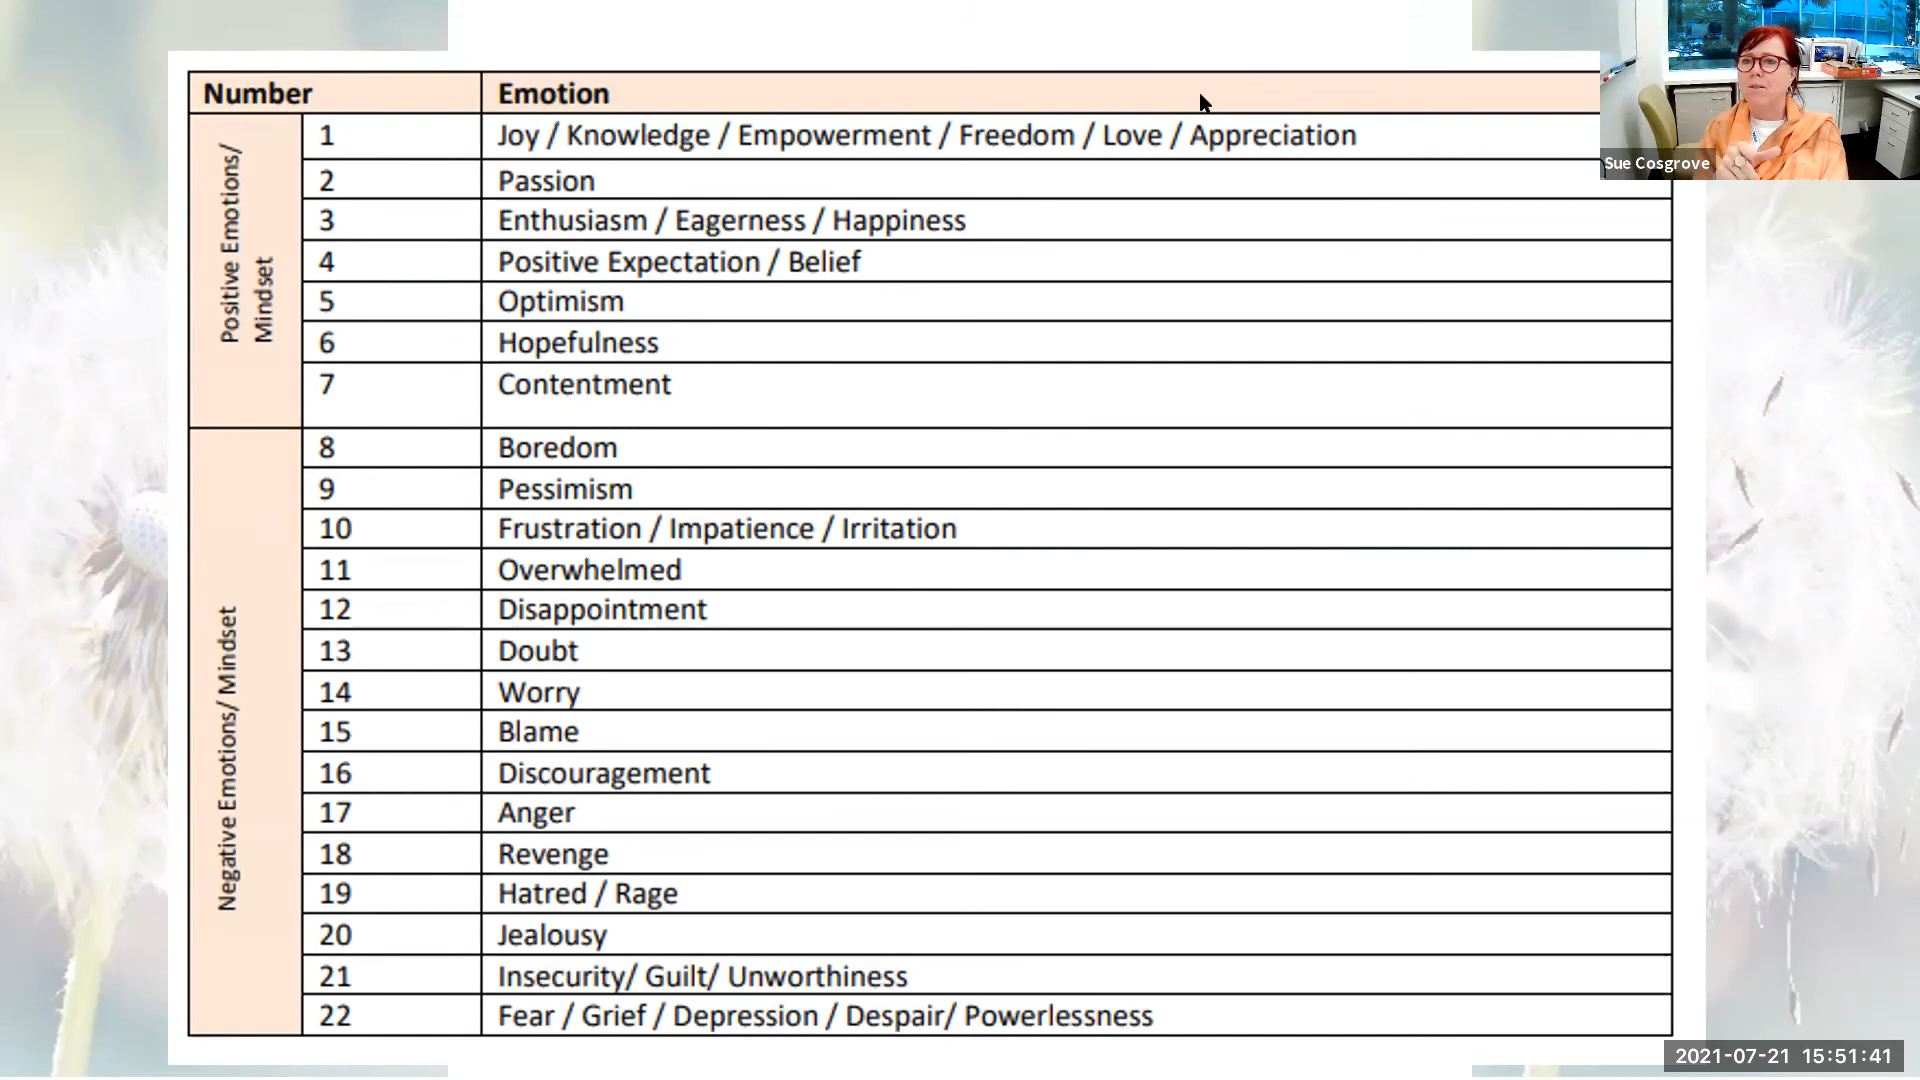 Number Emotion
Positive Emotions/
Mindset
1 Joy / Knowledge / Empowerment / Freedom / Love / Appreciation
2 Passion
3 Enthusiasm / Eagerness / Happiness
4 Positive Expectation / Belief
5 Optimism
6 Hopefulness
7 Contentment
Negative Emotions/ Mindset
8 Boredom
9 Pessimism
10 Frustration / Impatience / Irritation
11 Overwhelmed
12 Disappointment
13 Doubt
14 Worry
15 Blame
16 Discouragement
17 Anger
18 Revenge
19 Hatred / Rage
20 Jealousy
21 Insecurity/ Guilt/ Unworthiness
22 Fear / Grief / Depression / Despair/ Powerlessness
Sue Cosgrove
2021-07-21 15:51:41